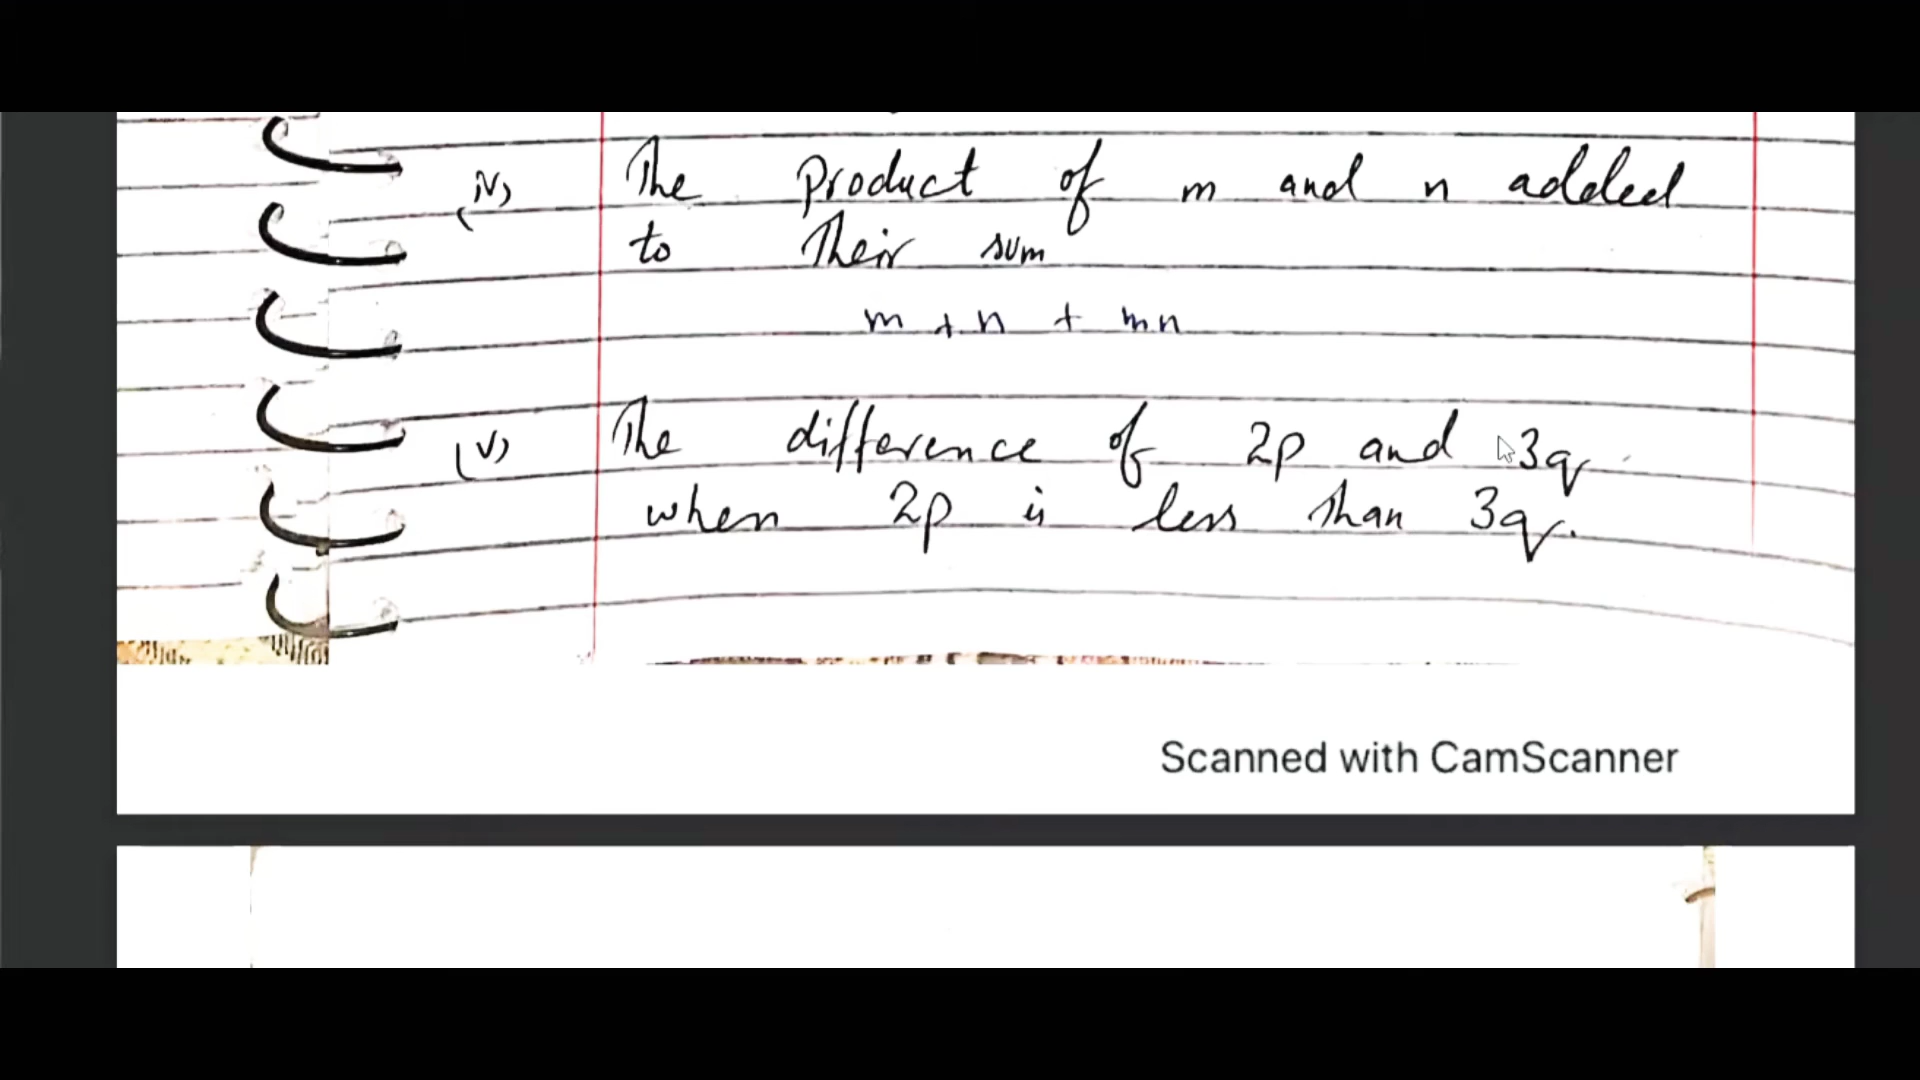 (iv) The product of m and n added
to their sum
m + n + mn
(v) The difference of 2p and 3q
when 2p is less than 3q.
Scanned with CamScanner